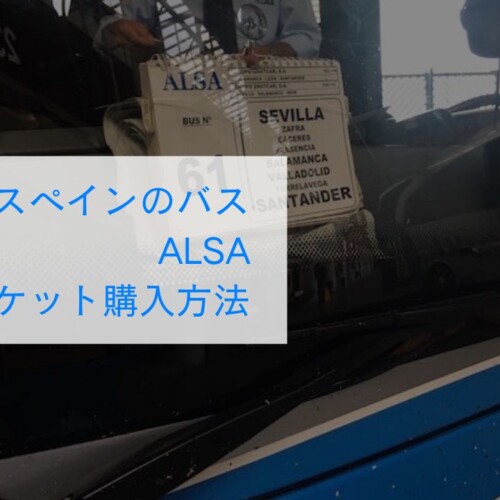 ALSA
BUS Nº
61
SEVILLA
ZAFRA
CACERES
PLASENCIA
SALAMANCA
VALLADOLID
TORRELAVEGA
SANTANDER
スペインのバス
ALSA
ケット購入方法